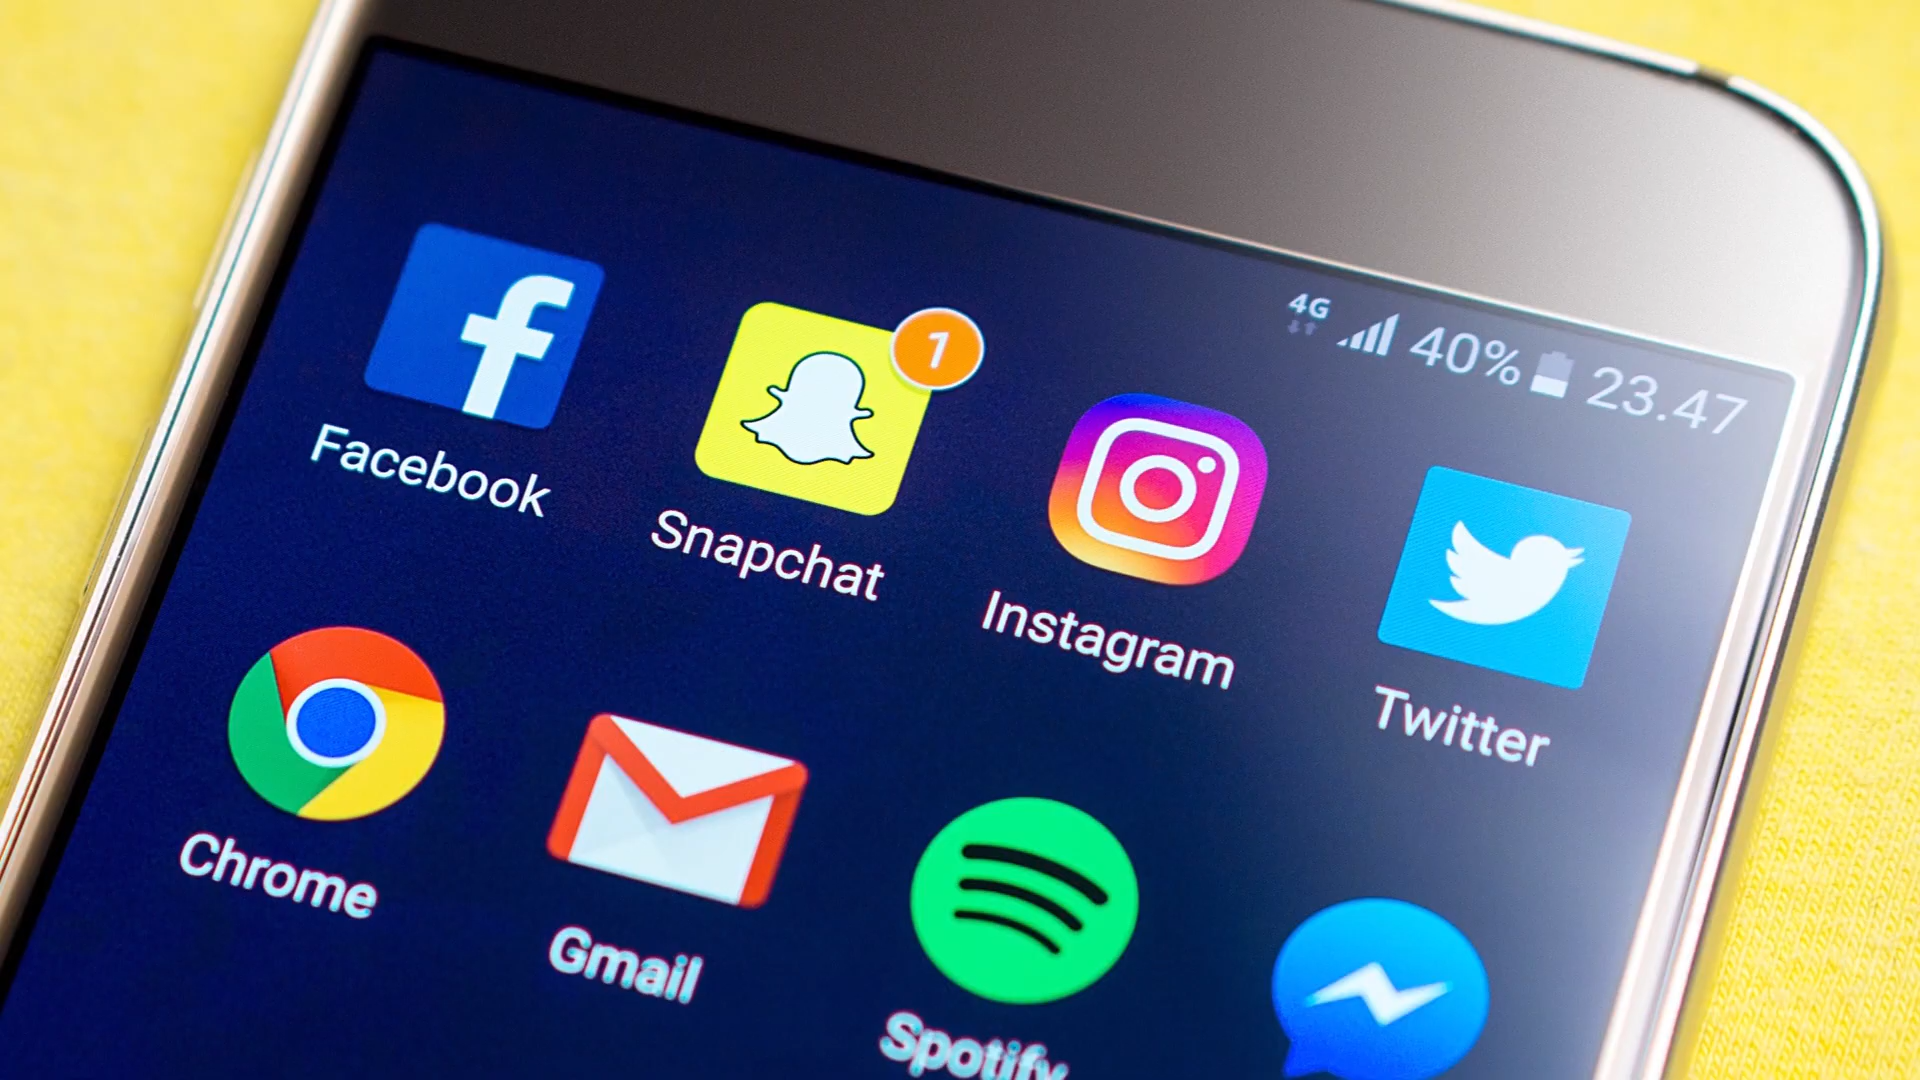 4G 40% 23.47
Facebook
1
Snapchat
Instagram
Twitter
Chrome
Gmail
Spotify